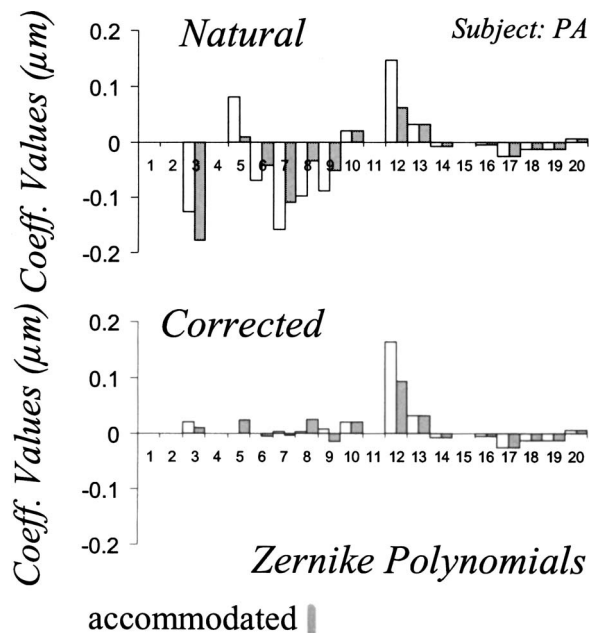 Natural
Subject: PA
Coeff. Values (μm)
0.2
0.1
0
-0.1
-0.2
1 2 3 4 5 6 7 8 9 10 11 12 13 14 15 16 17 18 19 20
Corrected
Coeff. Values (μm)
0.2
0.1
0
-0.1
-0.2
1 2 3 4 5 6 7 8 9 10 11 12 13 14 15 16 17 18 19 20
Zernike Polynomials
accommodated